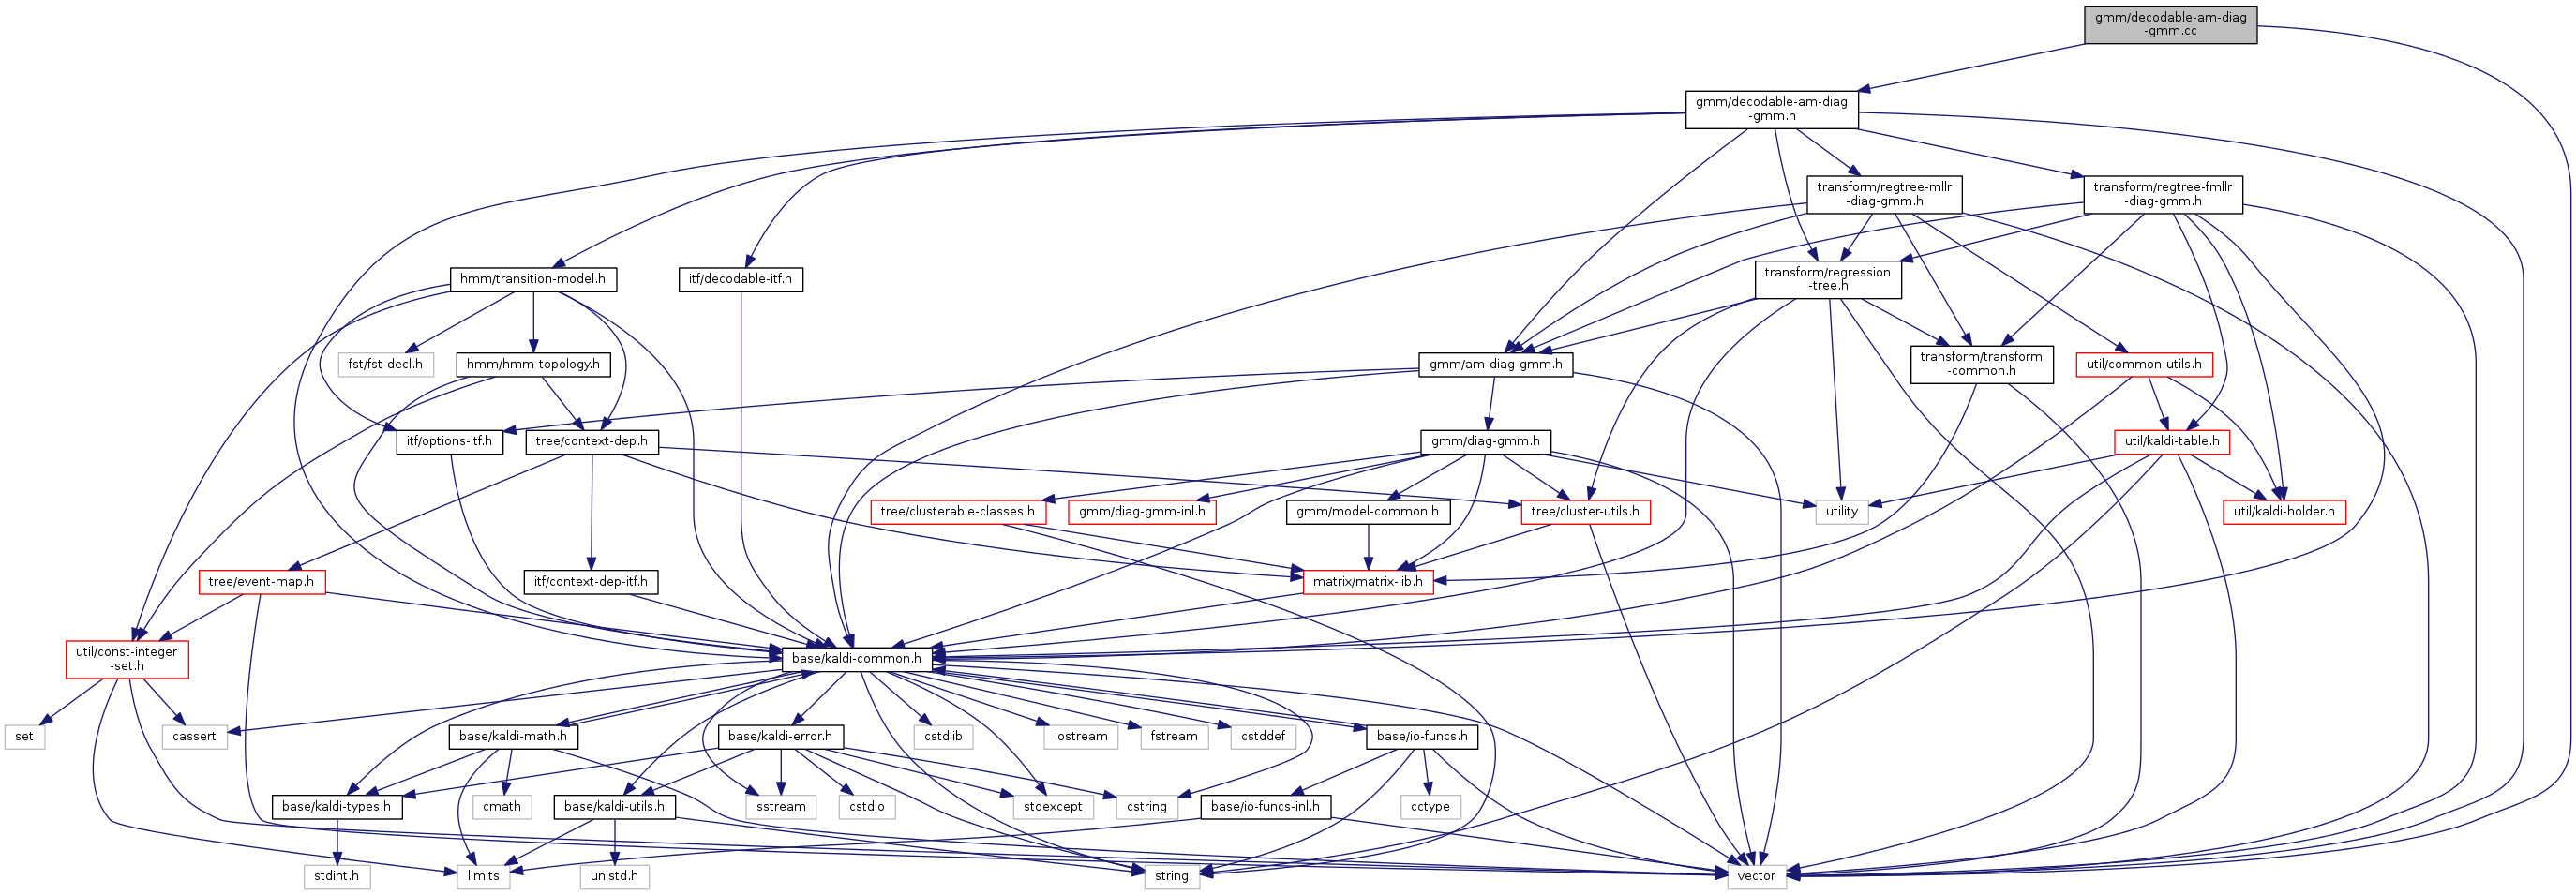 gmm/decodable-am-diag
-gmm.cc
gmm/decodable-am-diag
-gmm.h
transform/regtree-mllr
-diag-gmm.h
transform/regtree-fmllr
-diag-gmm.h
hmm/transition-model.h
itf/decodable-itf.h
transform/regression
-tree.h
fst/fst-decl.h
hmm/hmm-topology.h
gmm/am-diag-gmm.h
transform/transform
-common.h
util/common-utils.h
itf/options-itf.h
tree/context-dep.h
gmm/diag-gmm.h
util/kaldi-table.h
tree/clusterable-classes.h
gmm/diag-gmm-inl.h
gmm/model-common.h
tree/cluster-utils.h
utility
util/kaldi-holder.h
tree/event-map.h
itf/context-dep-itf.h
matrix/matrix-lib.h
util/const-integer
-set.h
base/kaldi-common.h
set
cassert
base/kaldi-math.h
base/kaldi-error.h
cstdlib
iostream
fstream
cstddef
base/io-funcs.h
base/kaldi-types.h
cmath
base/kaldi-utils.h
sstream
cstdio
stdexcept
cstring
base/io-funcs-inl.h
cctype
stdint.h
limits
unistd.h
string
vector